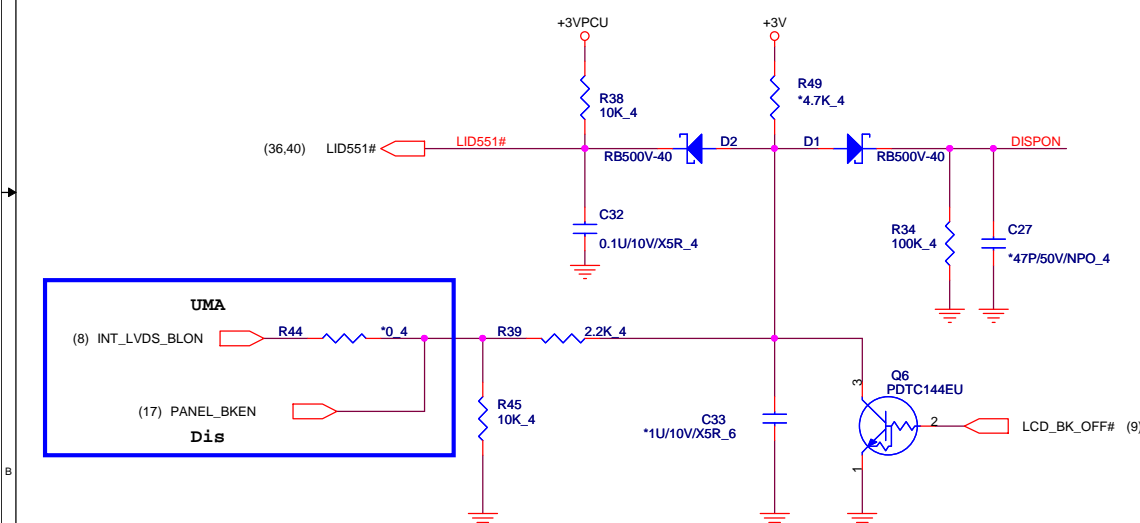 +3VPCU
+3V
R38
10K_4
R49
*4.7K_4
(36,40) LID551#
LID551#
RB500V-40
D2
D1
RB500V-40
DISPON
C32
0.1U/10V/X5R_4
R34
100K_4
C27
*47P/50V/NPO_4
UMA
(8) INT_LVDS_BLON
R44
*0_4
R39
2.2K_4
(17) PANEL_BKEN
Dis
R45
10K_4
C33
*1U/10V/X5R_6
3
Q6
PDTC144EU
2
LCD_BK_OFF# (9)
1
B